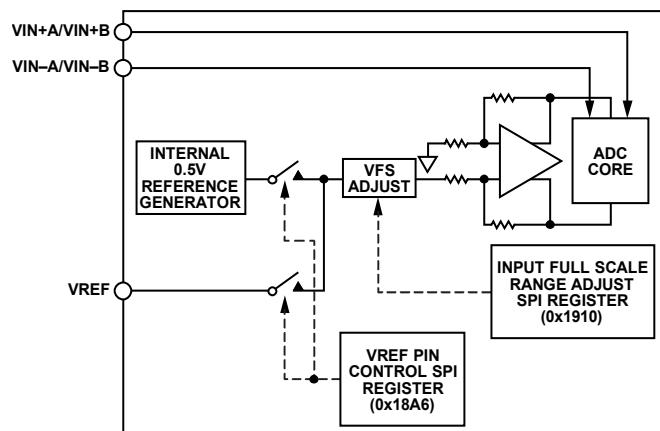 VIN+A/VIN+B
VIN–A/VIN–B
INTERNAL
0.5V
REFERENCE
GENERATOR
VFS
ADJUST
ADC
CORE
INPUT FULL SCALE
RANGE ADJUST
SPI REGISTER
(0x1910)
VREF
VREF PIN
CONTROL SPI
REGISTER
(0x18A6)